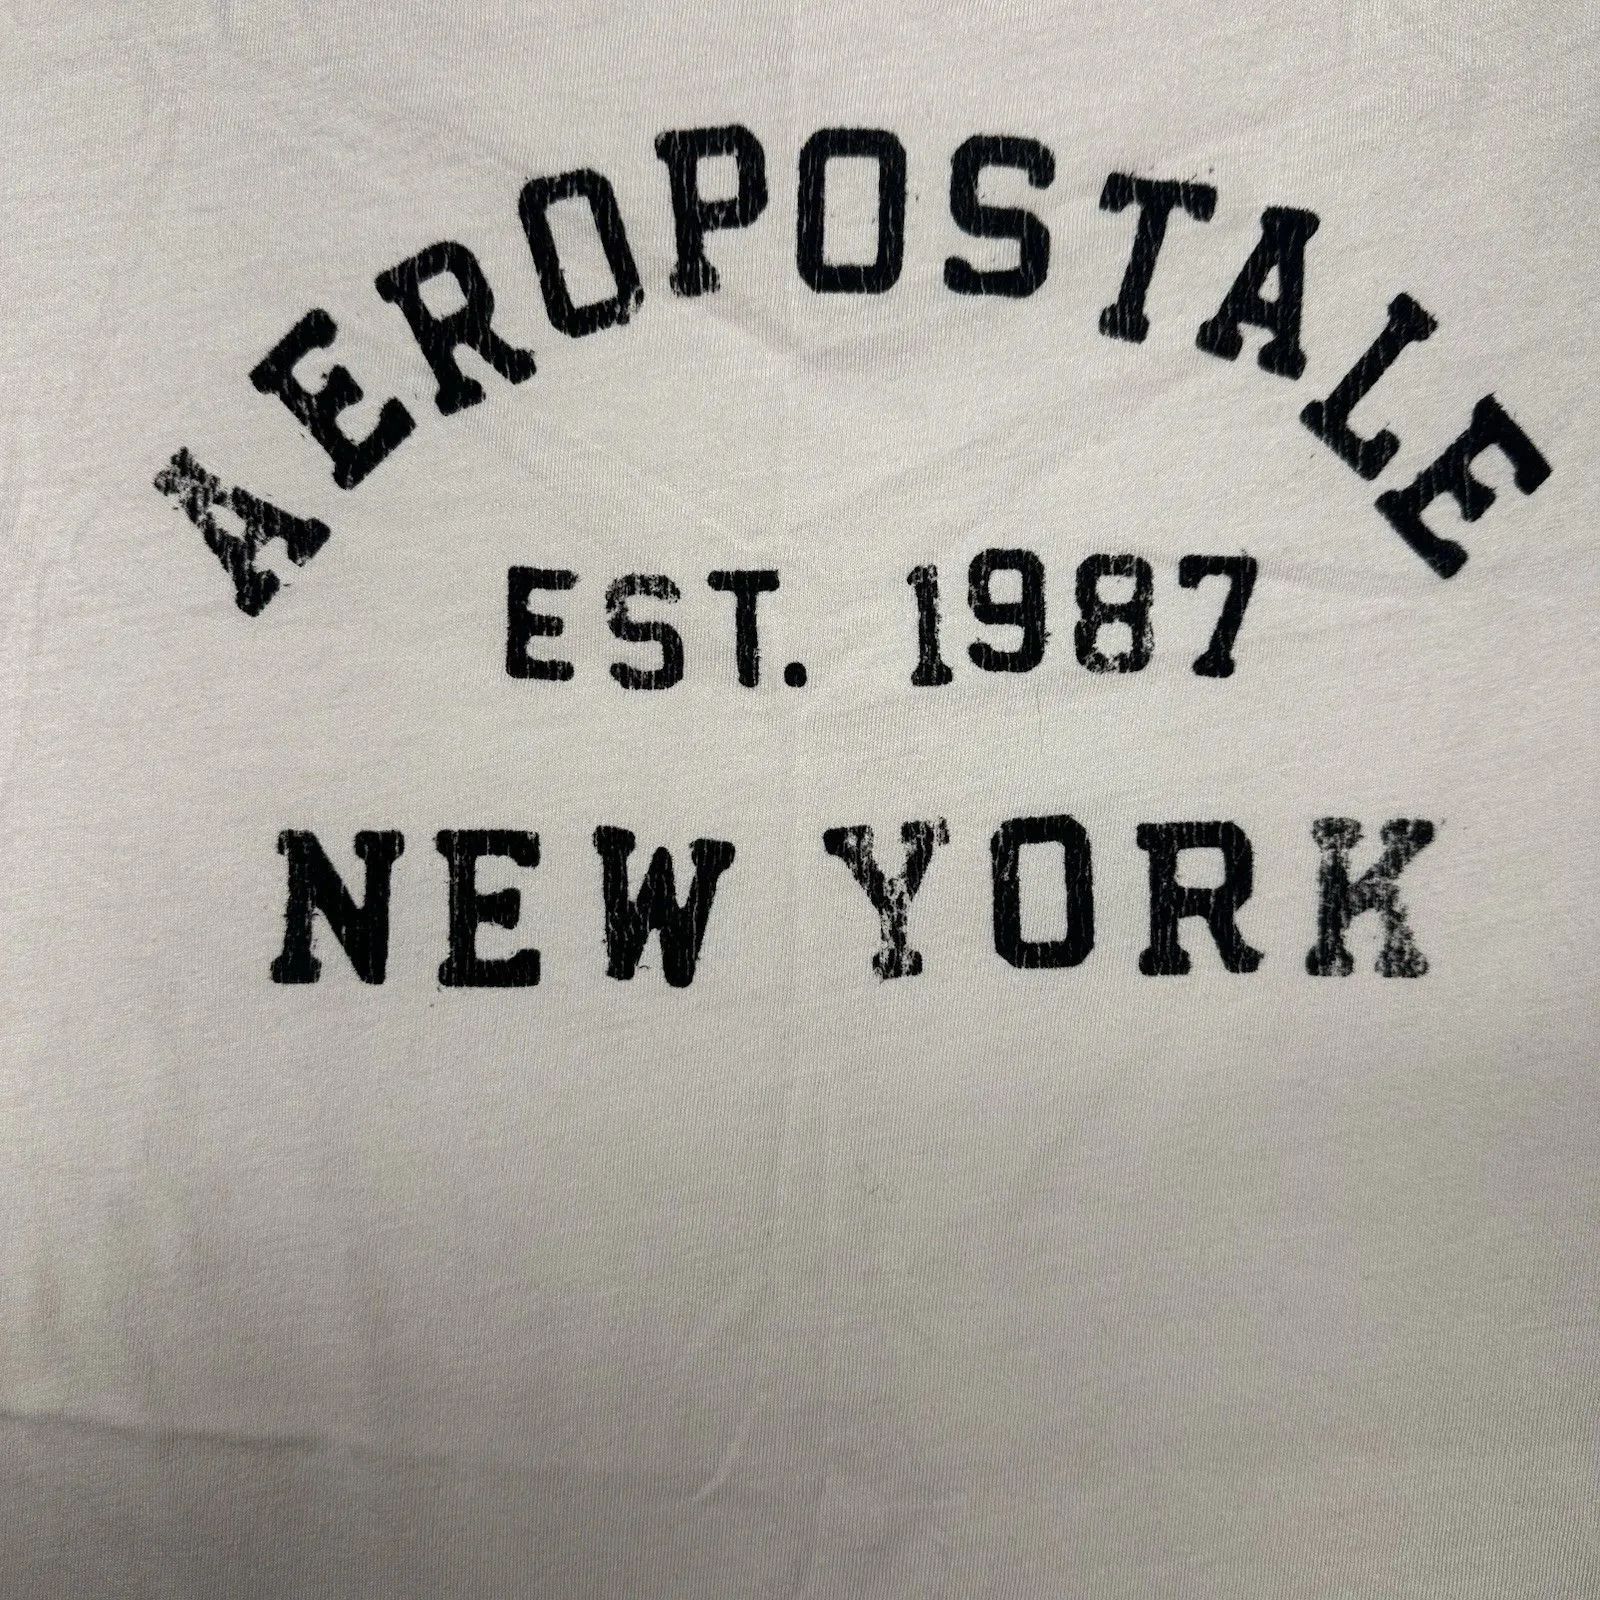 AEROPOSTALE
EST. 1987
NEW YORK